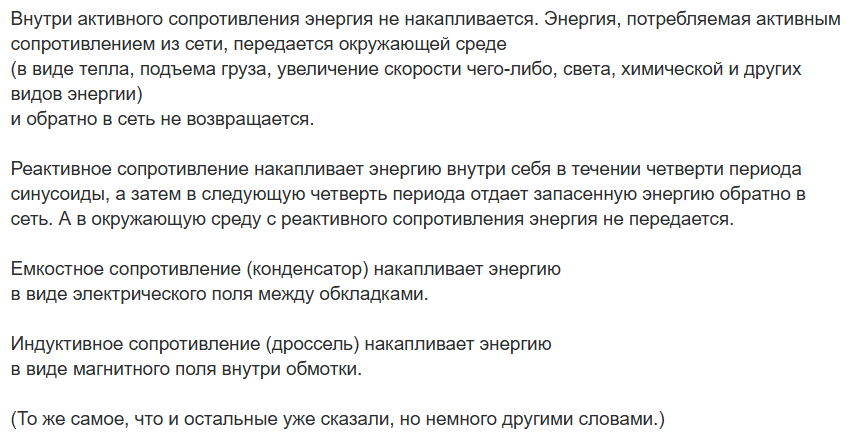 Внутри активного сопротивления энергия не накапливается. Энергия, потребляемая активным
сопротивлением из сети, передается окружающей среде
(в виде тепла, подъема груза, увеличение скорости чего-либо, света, химической и других
видов энергии)
и обратно в сеть не возвращается.

Реактивное сопротивление накапливает энергию внутри себя в течении четверти периода
синусоиды, а затем в следующую четверть периода отдает запасенную энергию обратно в
сеть. А в окружающую среду с реактивного сопротивления энергия не передается.

Емкостное сопротивление (конденсатор) накапливает энергию
в виде электрического поля между обкладками.

Индуктивное сопротивление (дроссель) накапливает энергию
в виде магнитного поля внутри обмотки.

(То же самое, что и остальные уже сказали, но немного другими словами.)